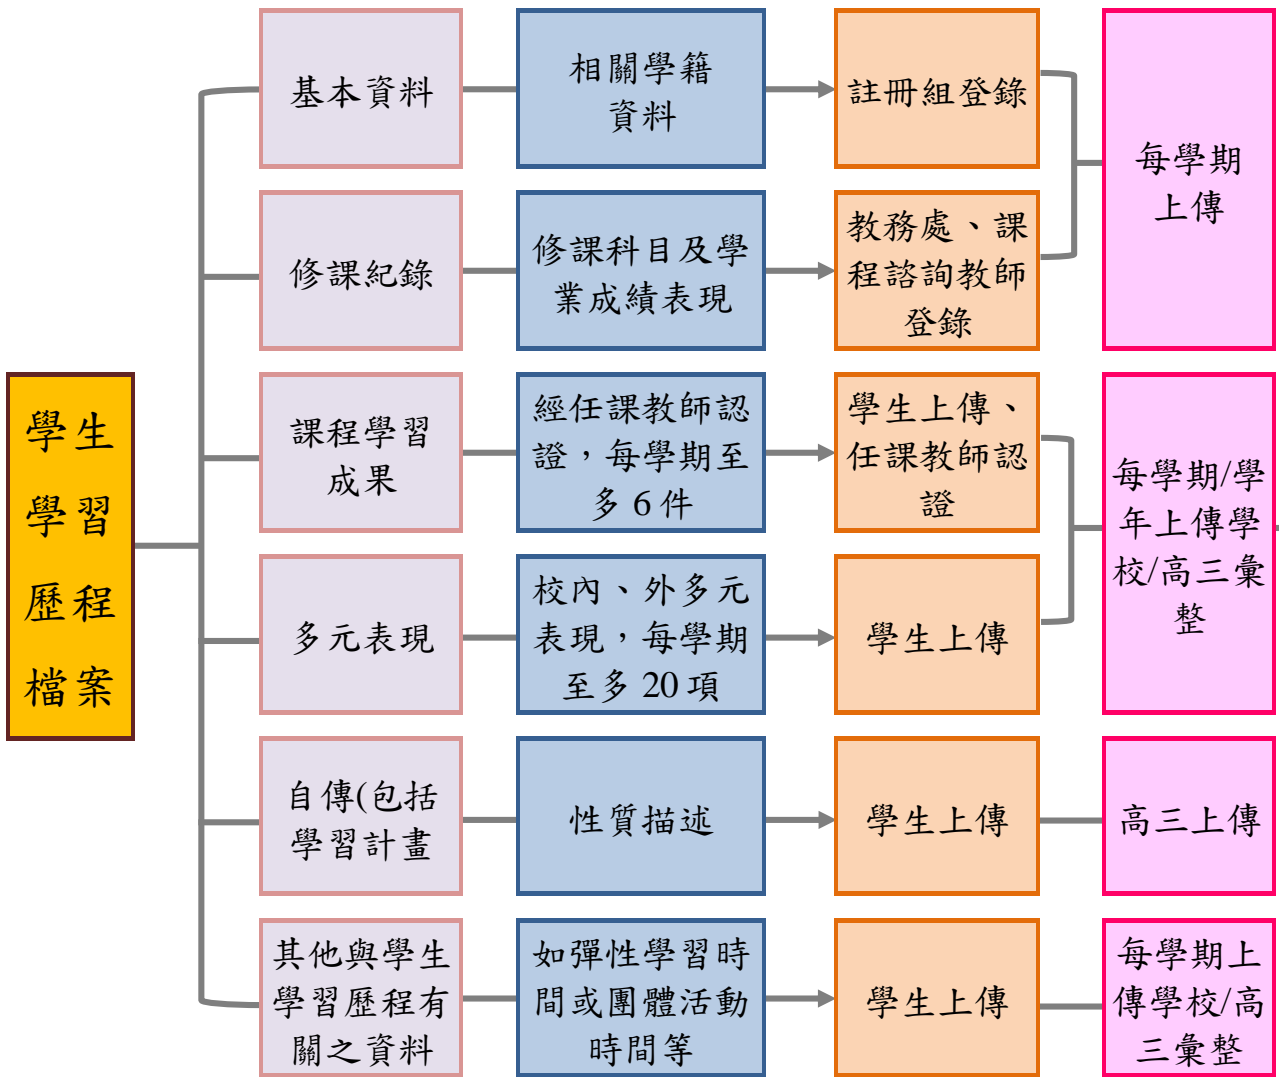 學生
學習
歷程
檔案
基本資料
相關學籍
資料
註冊組登錄
每學期
上傳
修課紀錄
修課科目及學
業成績表現
教務處、課
程諮詢教師
登錄
課程學習
成果
經任課教師認
證，每學期至
多 6 件
學生上傳、
任課教師認
證
每學期/學
年上傳學
校/高三彙
整
多元表現
校內、外多元
表現，每學期
至多 20 項
學生上傳
自傳(包括
學習計畫
性質描述
學生上傳
高三上傳
其他與學生
學習歷程有
關之資料
如彈性學習時
間或團體活動
時間等
學生上傳
每學期上
傳學校/高
三彙整